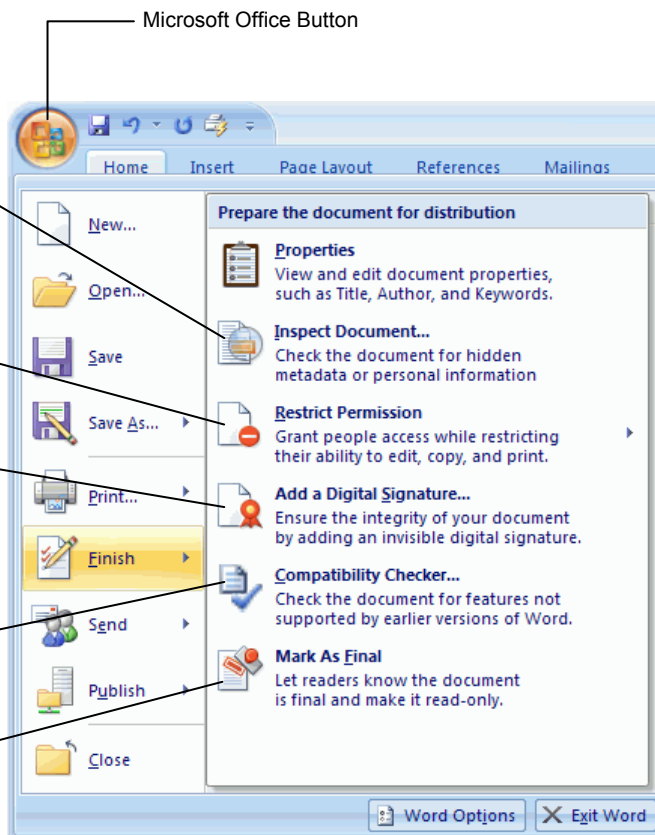 Microsoft Office Button
Home Insert Page Layout References Mailings
New...
Open...
Save
Save As...
Print...
Finish
Send
Publish
Close
Prepare the document for distribution
Properties
View and edit document properties,
such as Title, Author, and Keywords.
Inspect Document...
Check the document for hidden
metadata or personal information
Restrict Permission
Grant people access while restricting
their ability to edit, copy, and print.
Add a Digital Signature...
Ensure the integrity of your document
by adding an invisible digital signature.
Compatibility Checker...
Check the document for features not
supported by earlier versions of Word.
Mark As Final
Let readers know the document
is final and make it read-only.
Word Options Exit Word